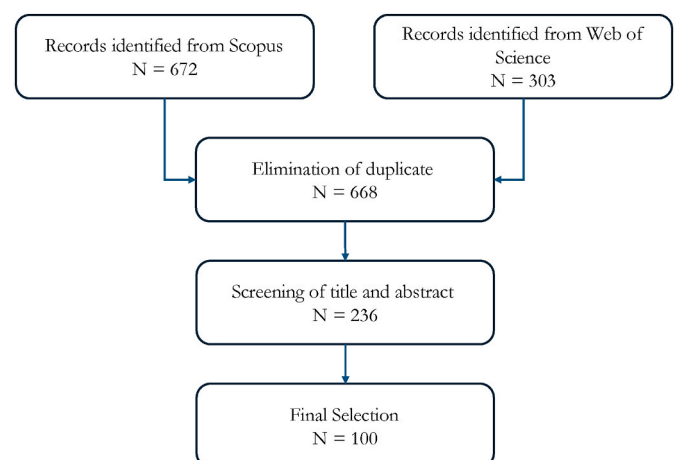 Records identified from Scopus
N = 672
Records identified from Web of
Science
N = 303
Elimination of duplicate
N = 668
Screening of title and abstract
N = 236
Final Selection
N = 100